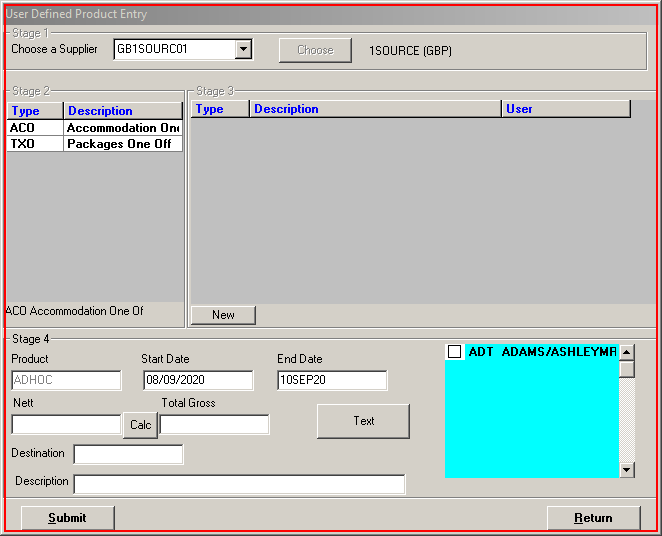 User Defined Product Entry
Stage 1
Choose a Supplier GB1SOURC01 Choose 1SOURCE (GBP)
Stage 2 Stage 3
Type Description Type Description User
ACO Accommodation One
TXO Packages One Off
ACO Accommodation One Of
New
Stage 4
ADT ADAMS/ASHLEYMR
Product Start Date End Date
ADHOC 08/09/2020 10SEP20
Nett Total Gross
Calc Text
Destination
Description
Submit Return